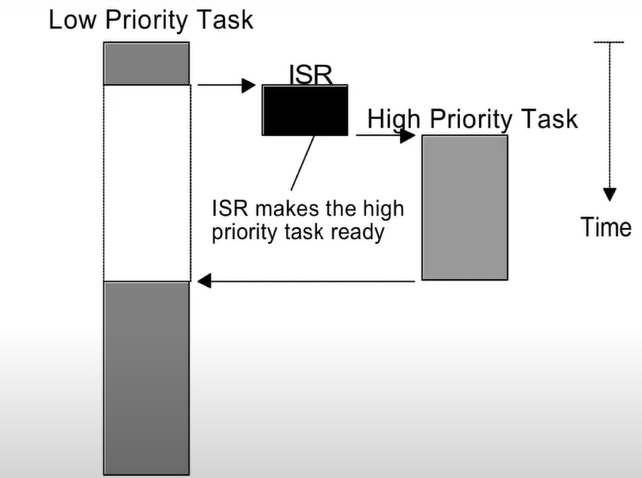 Low Priority Task
ISR
High Priority Task
ISR makes the high
priority task ready
Time